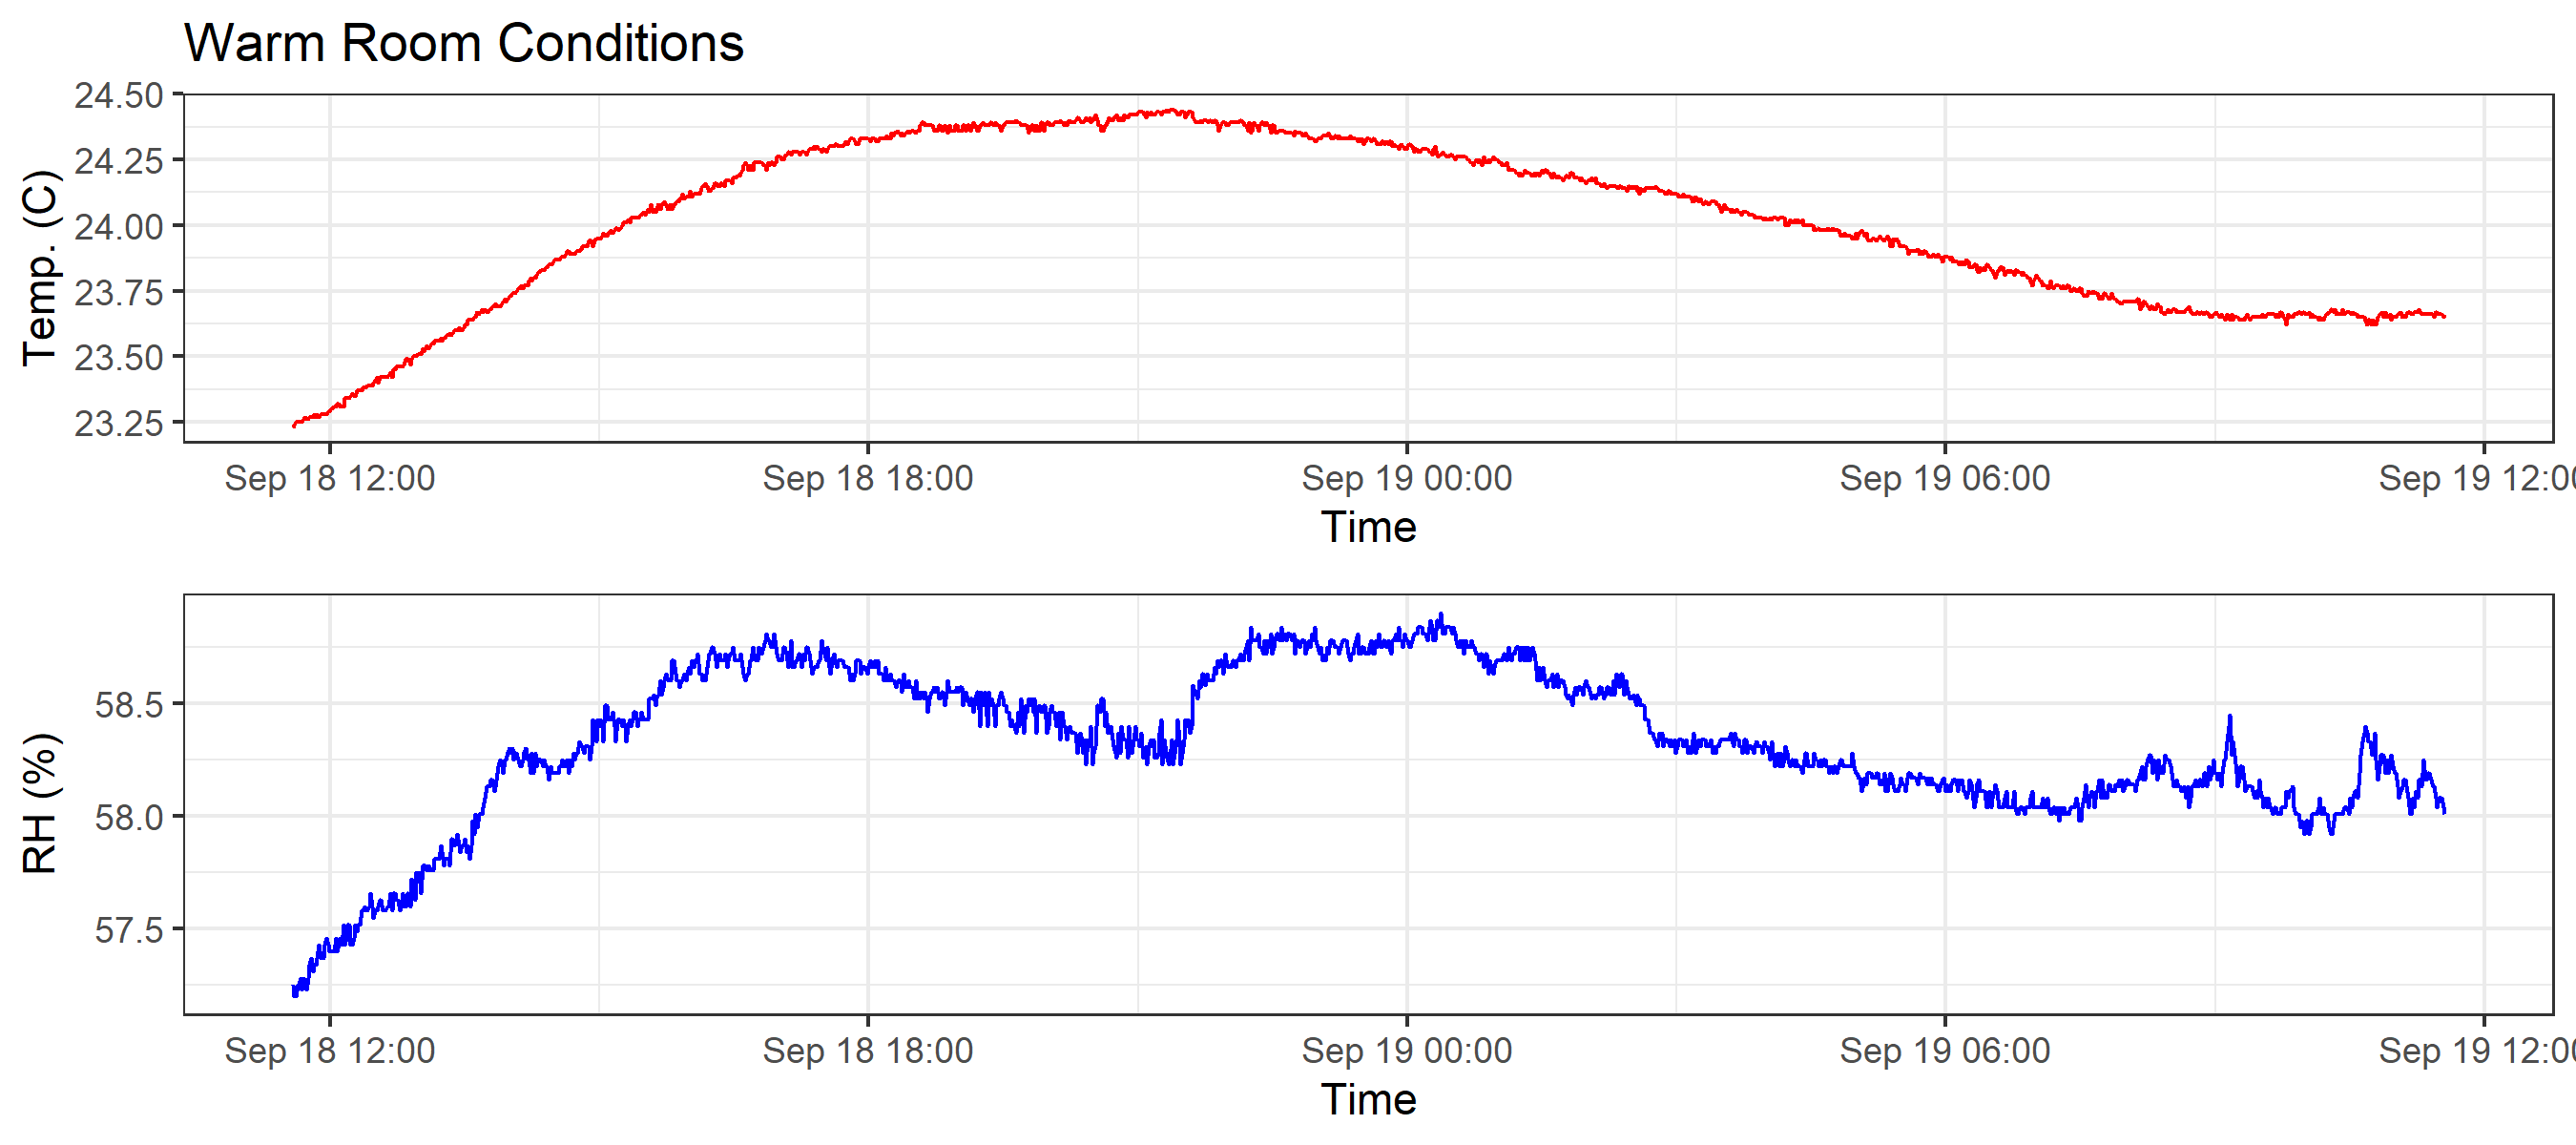 Warm Room Conditions
24.50
24.25
24.00
23.75
23.50
23.25
Temp. (C)
Sep 18 12:00 Sep 18 18:00 Sep 19 00:00 Sep 19 06:00 Sep 19 12:00
Time
58.5
58.0
57.5
RH (%)
Sep 18 12:00 Sep 18 18:00 Sep 19 00:00 Sep 19 06:00 Sep 19 12:00
Time